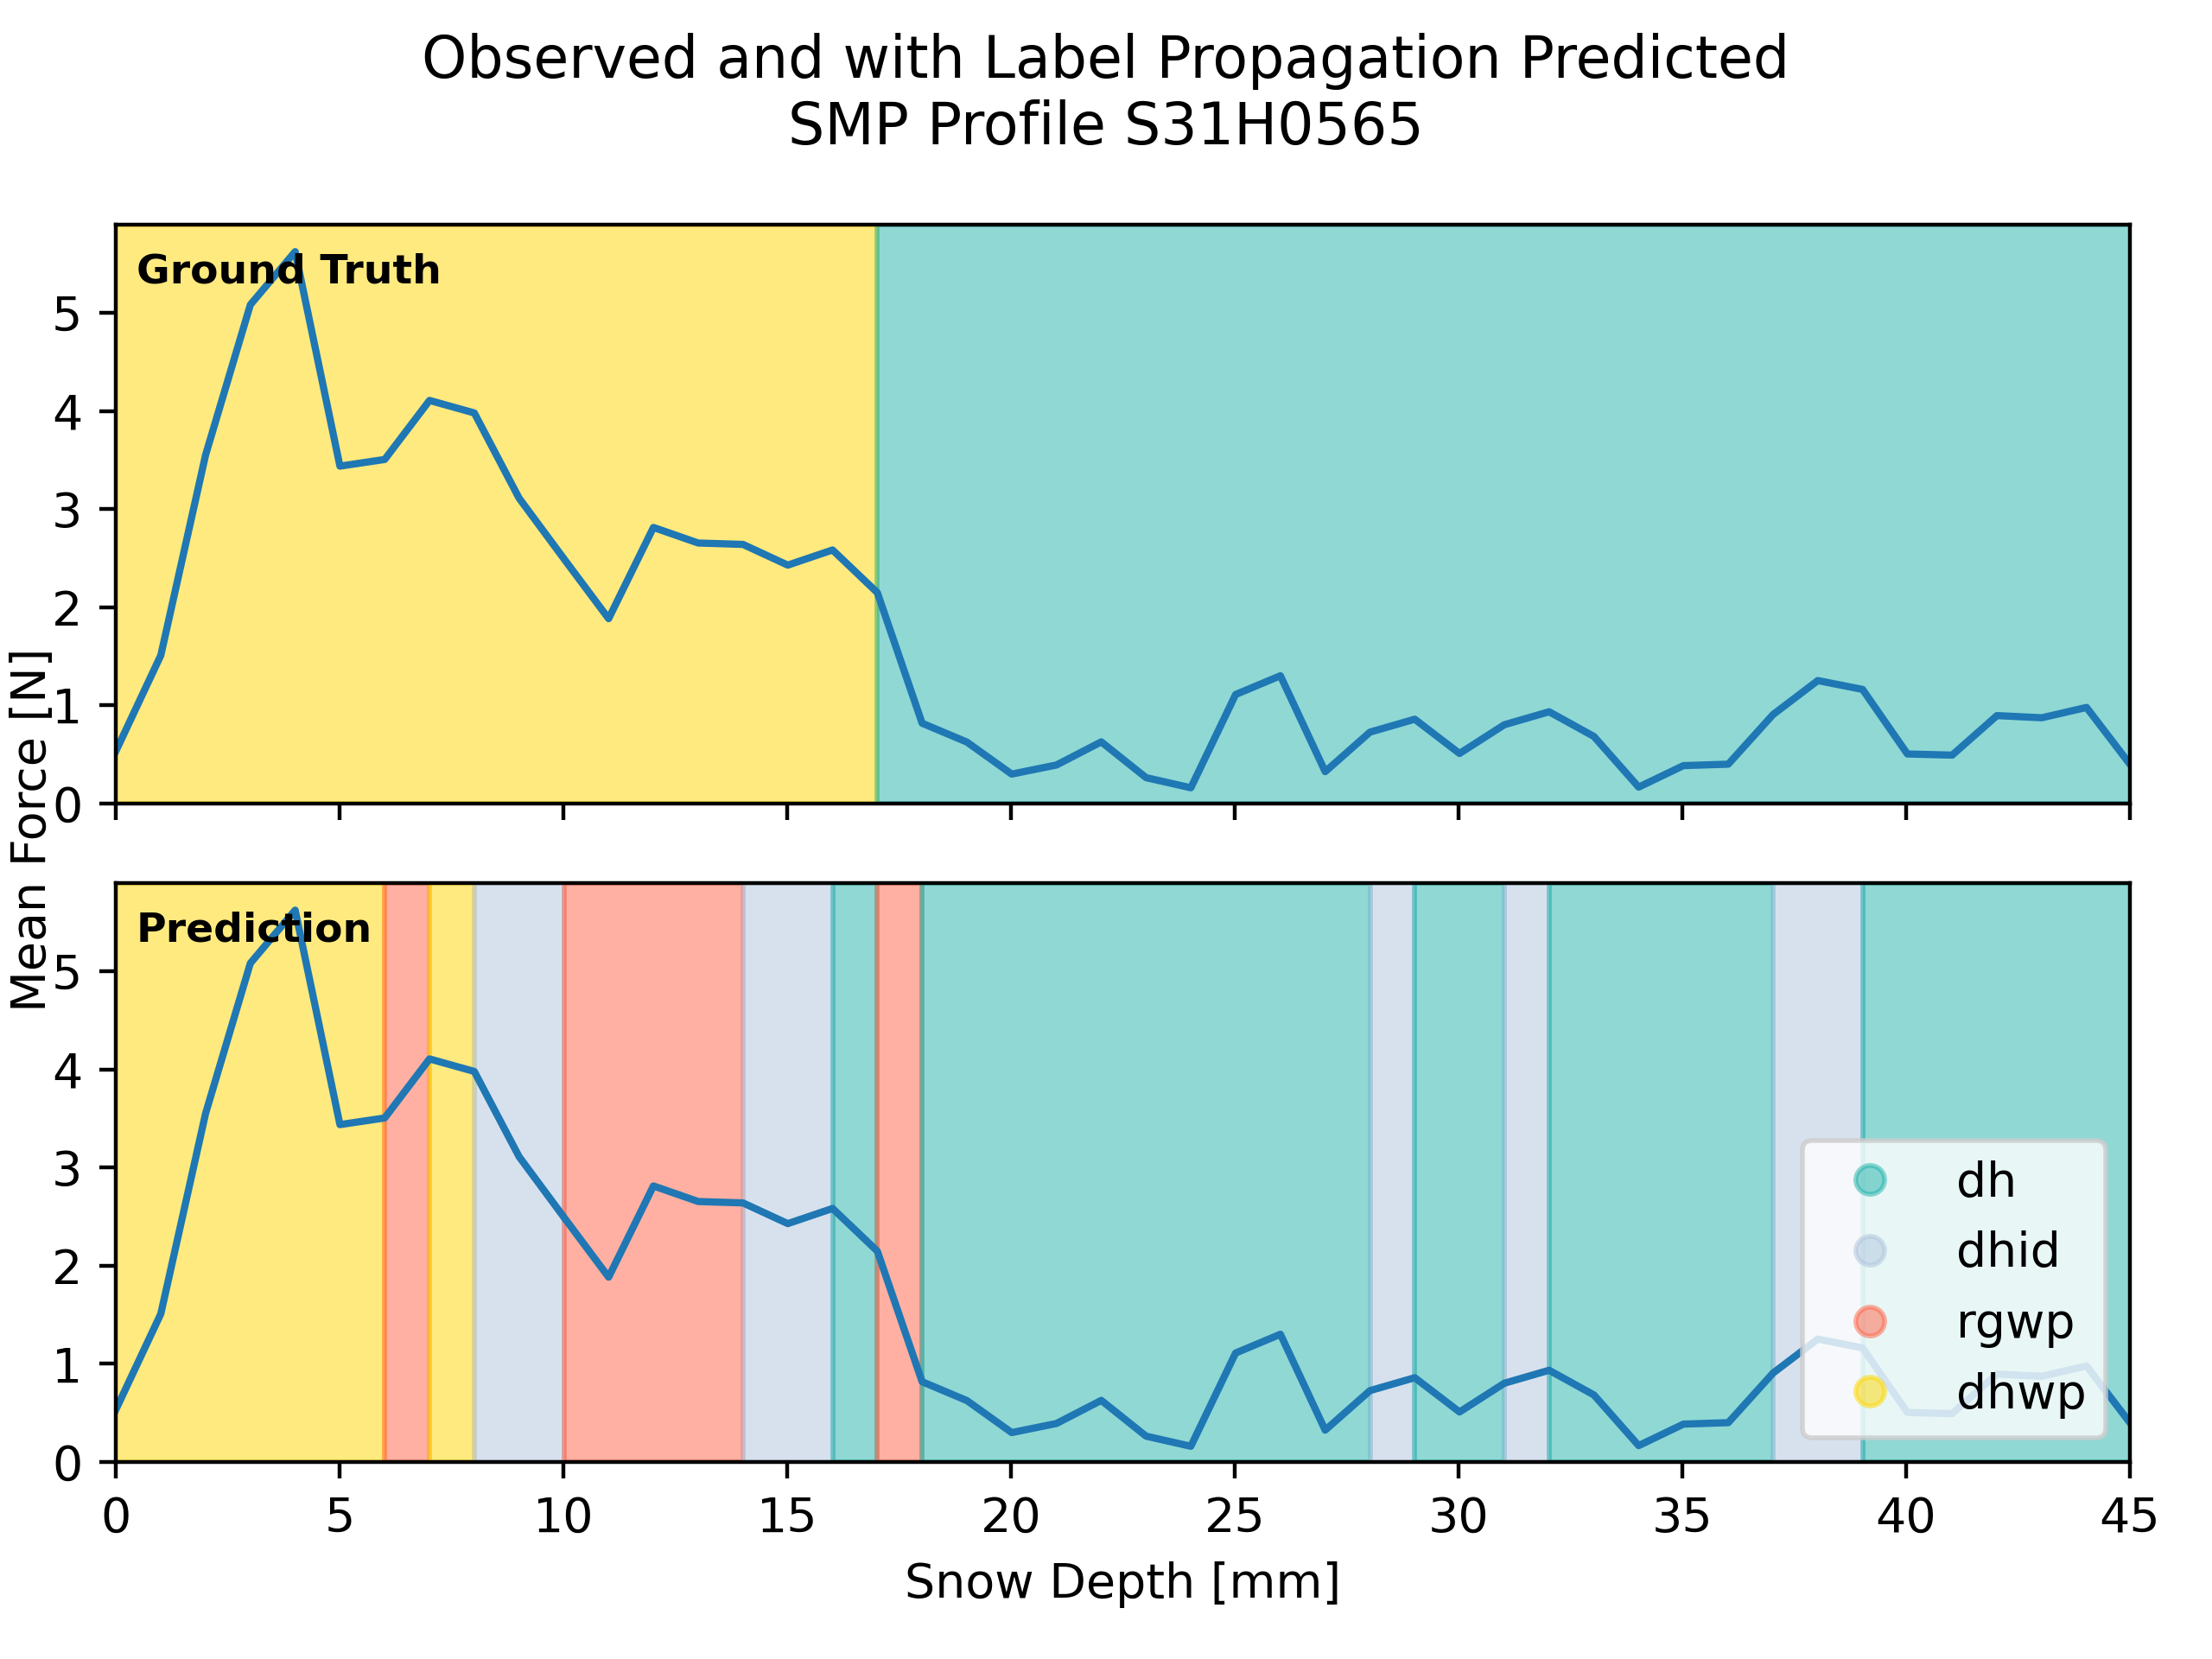 Observed and with Label Propagation Predicted
SMP Profile S31H0565
Ground Truth
5
4
3
2
1
0
Mean Force [N]
Prediction
5
4
3
2
1
0
dh
dhid
rgwp
dhwp
0 5 10 15 20 25 30 35 40 45
Snow Depth [mm]